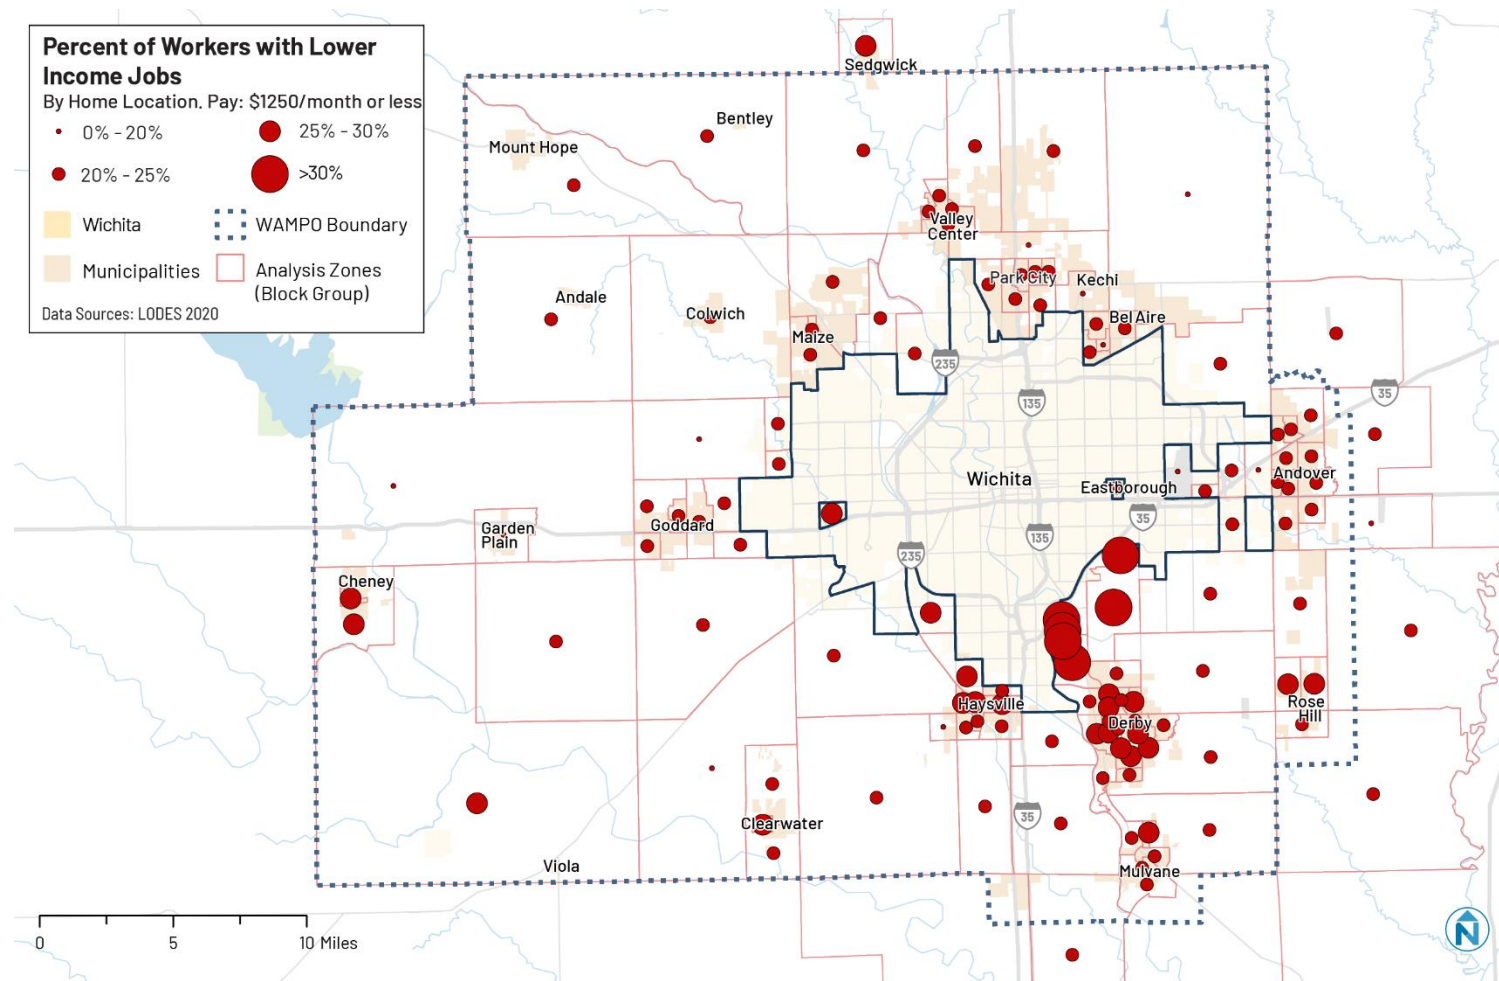 Percent of Workers with Lower
Income Jobs
By Home Location. Pay: $1250/month or less
0% - 20%
25% - 30%
20% - 25%
>30%
Wichita
WAMPO Boundary
Municipalities
Analysis Zones
(Block Group)
Data Sources: LODES 2020
Sedgwick
Bentley
Mount Hope
Valley
Center
Park City
Kechi
Andale
Colwich
Bel Aire
Maize
235
135
35
Wichita
Andover
Eastborough
Goddard
Garden
Plain
35
135
235
Cheney
Haysville
Rose
Hill
Derby
35
Clearwater
Viola
Mulvane
0
5
10 Miles
N